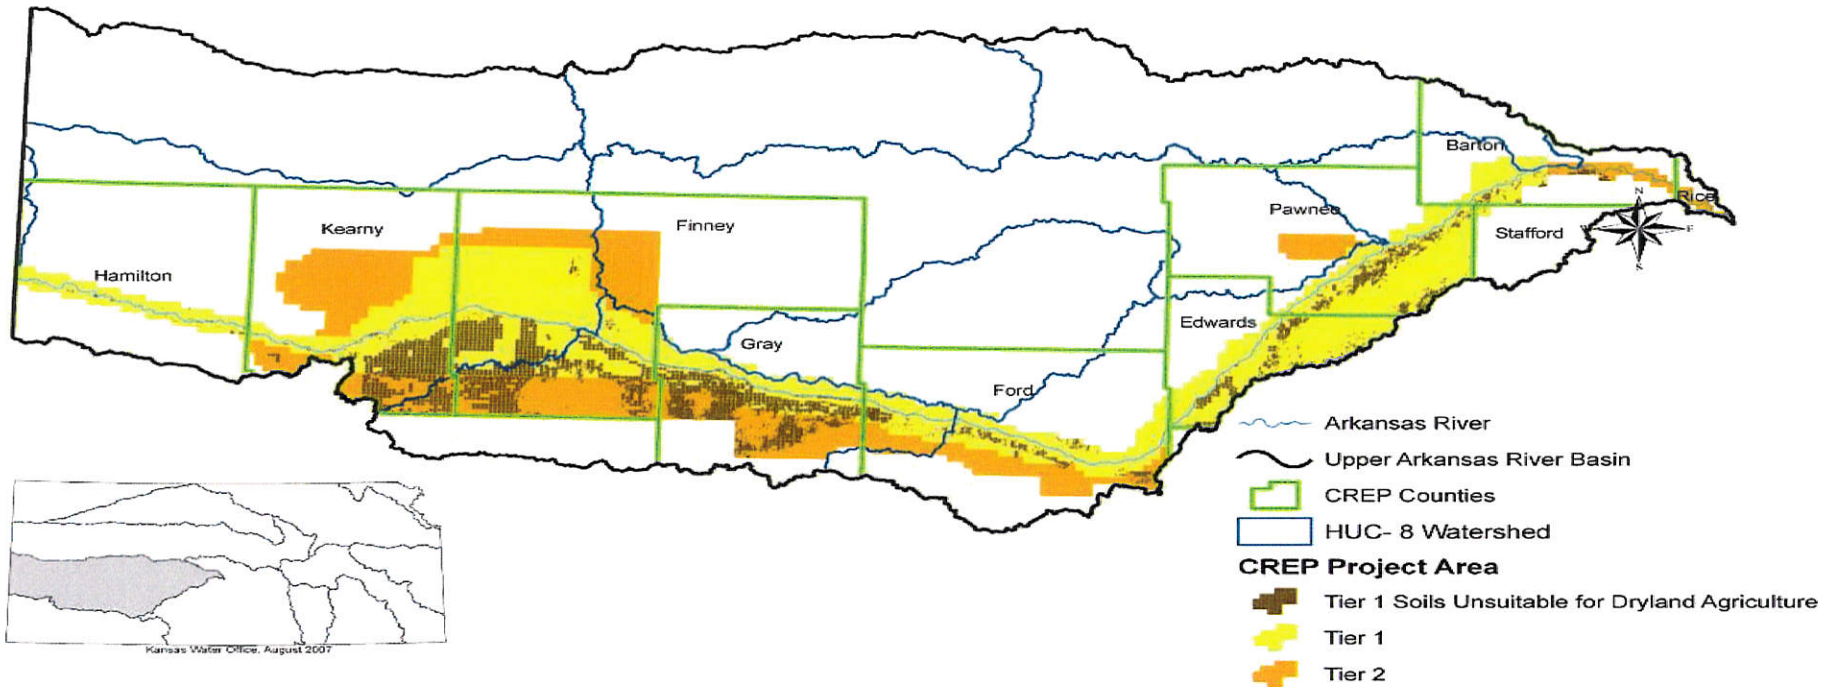 Barton
Rice
Kearny
Finney
Pawnee
Stafford
Hamilton
Gray
Edwards
Ford
N
E
S
Arkansas River
Upper Arkansas River Basin
CREP Counties
HUC- 8 Watershed
CREP Project Area
Tier 1 Soils Unsuitable for Dryland Agriculture
Tier 1
Tier 2
Kansas Water Office, August 2007